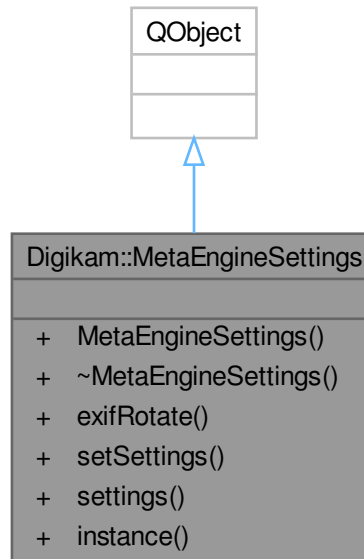 QObject
Digikam::MetaEngineSettings
+ MetaEngineSettings()
+ ~MetaEngineSettings()
+ exifRotate()
+ setSettings()
+ settings()
+ instance()